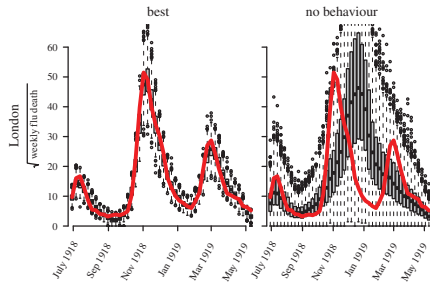 best
no behaviour
London
√weekly flu death
60
50
40
30
20
10
0
July 1918
Sep 1918
Nov 1918
Jan 1919
Mar 1919
May 1919
July 1918
Sep 1918
Nov 1918
Jan 1919
Mar 1919
May 1919